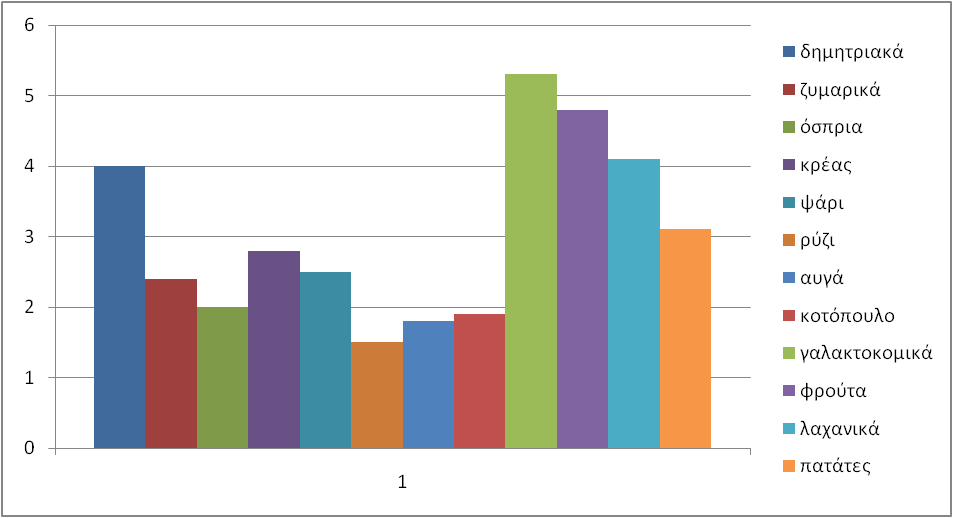 6
5
4
3
2
1
0
1
δημητριακά
ζυμαρικά
όσπρια
κρέας
ψάρι
ρύζι
αυγά
κοτόπουλο
γαλακτοκομικά
φρούτα
λαχανικά
πατάτες